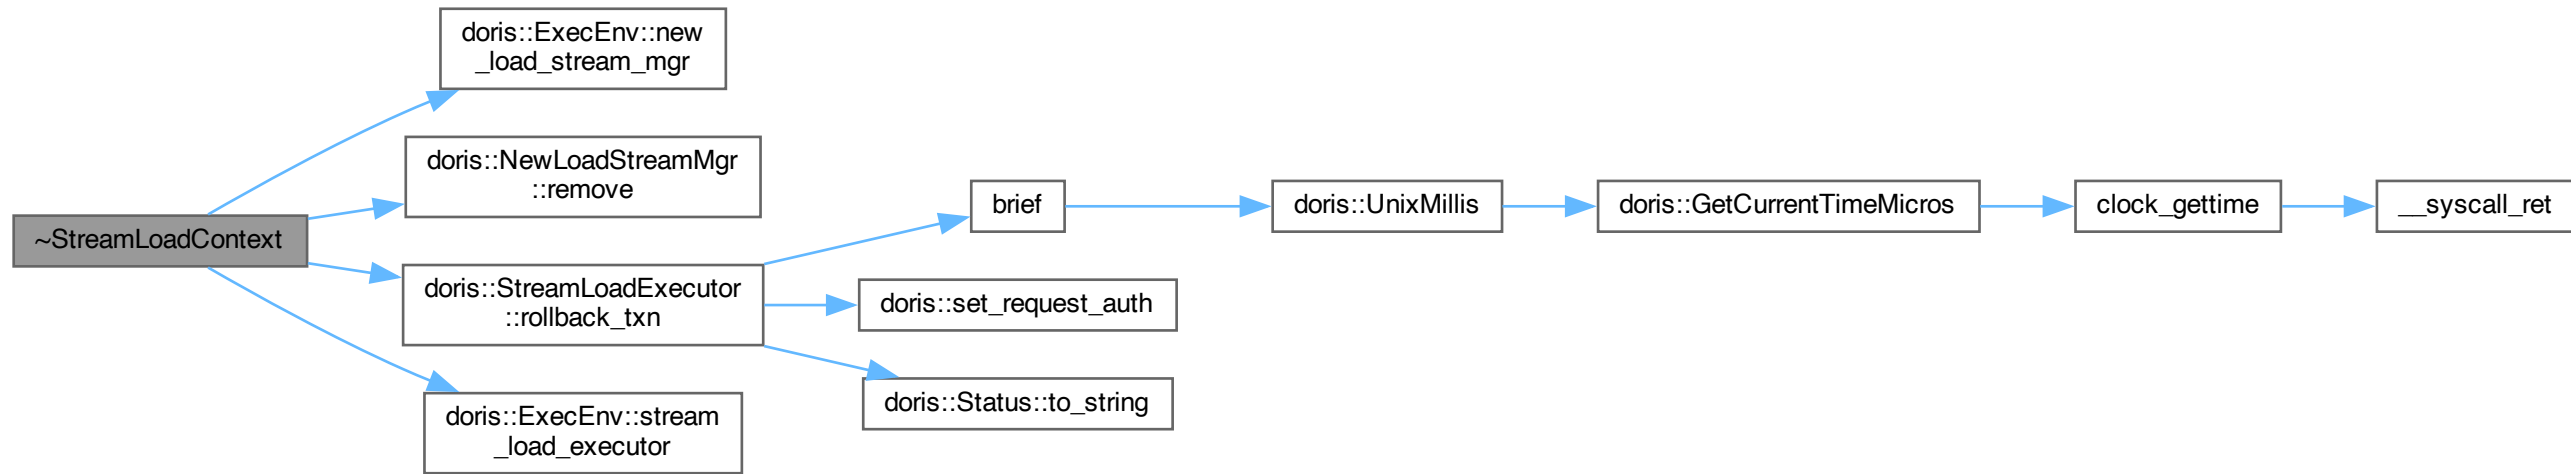 doris::ExecEnv::new
_load_stream_mgr
doris::NewLoadStreamMgr
::remove
~StreamLoadContext
doris::StreamLoadExecutor
::rollback_txn
doris::ExecEnv::stream
_load_executor
brief
doris::set_request_auth
doris::Status::to_string
doris::UnixMillis
doris::GetCurrentTimeMicros
clock_gettime
__syscall_ret